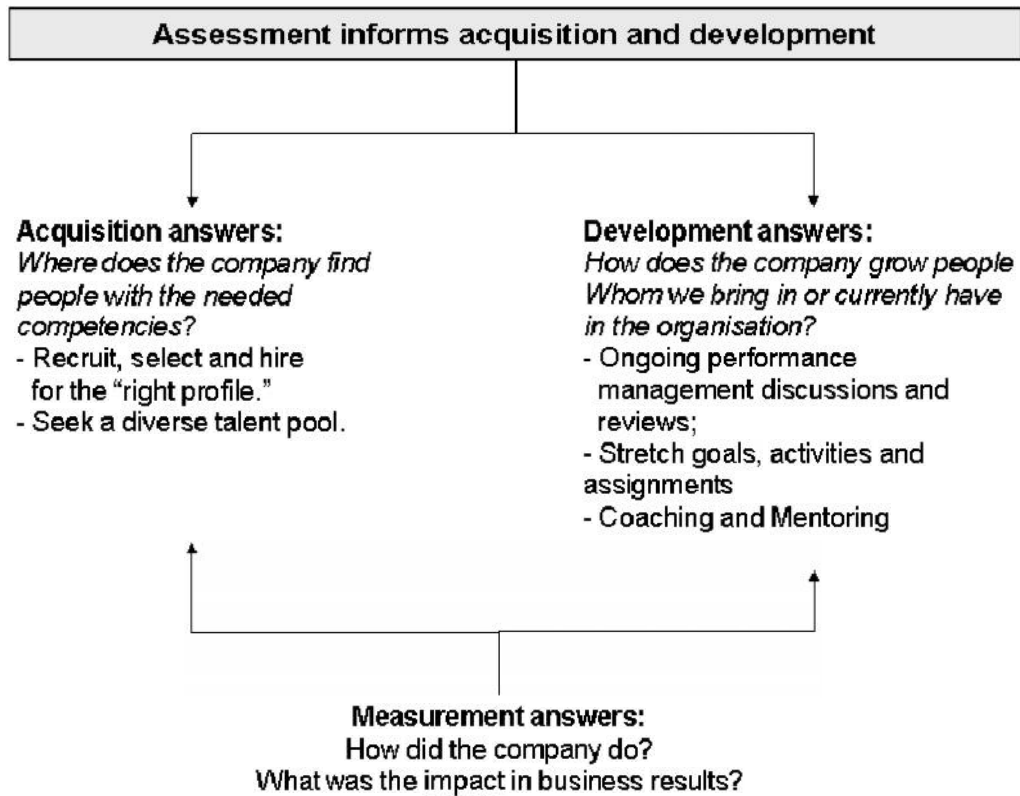 Assessment informs acquisition and development
Acquisition answers:
Where does the company find
people with the needed
competencies?
- Recruit, select and hire
for the “right profile.”
- Seek a diverse talent pool.
Development answers:
How does the company grow people
Whom we bring in or currently have
in the organisation?
- Ongoing performance
management discussions and
reviews;
- Stretch goals, activities and
assignments
- Coaching and Mentoring
Measurement answers:
How did the company do?
What was the impact in business results?